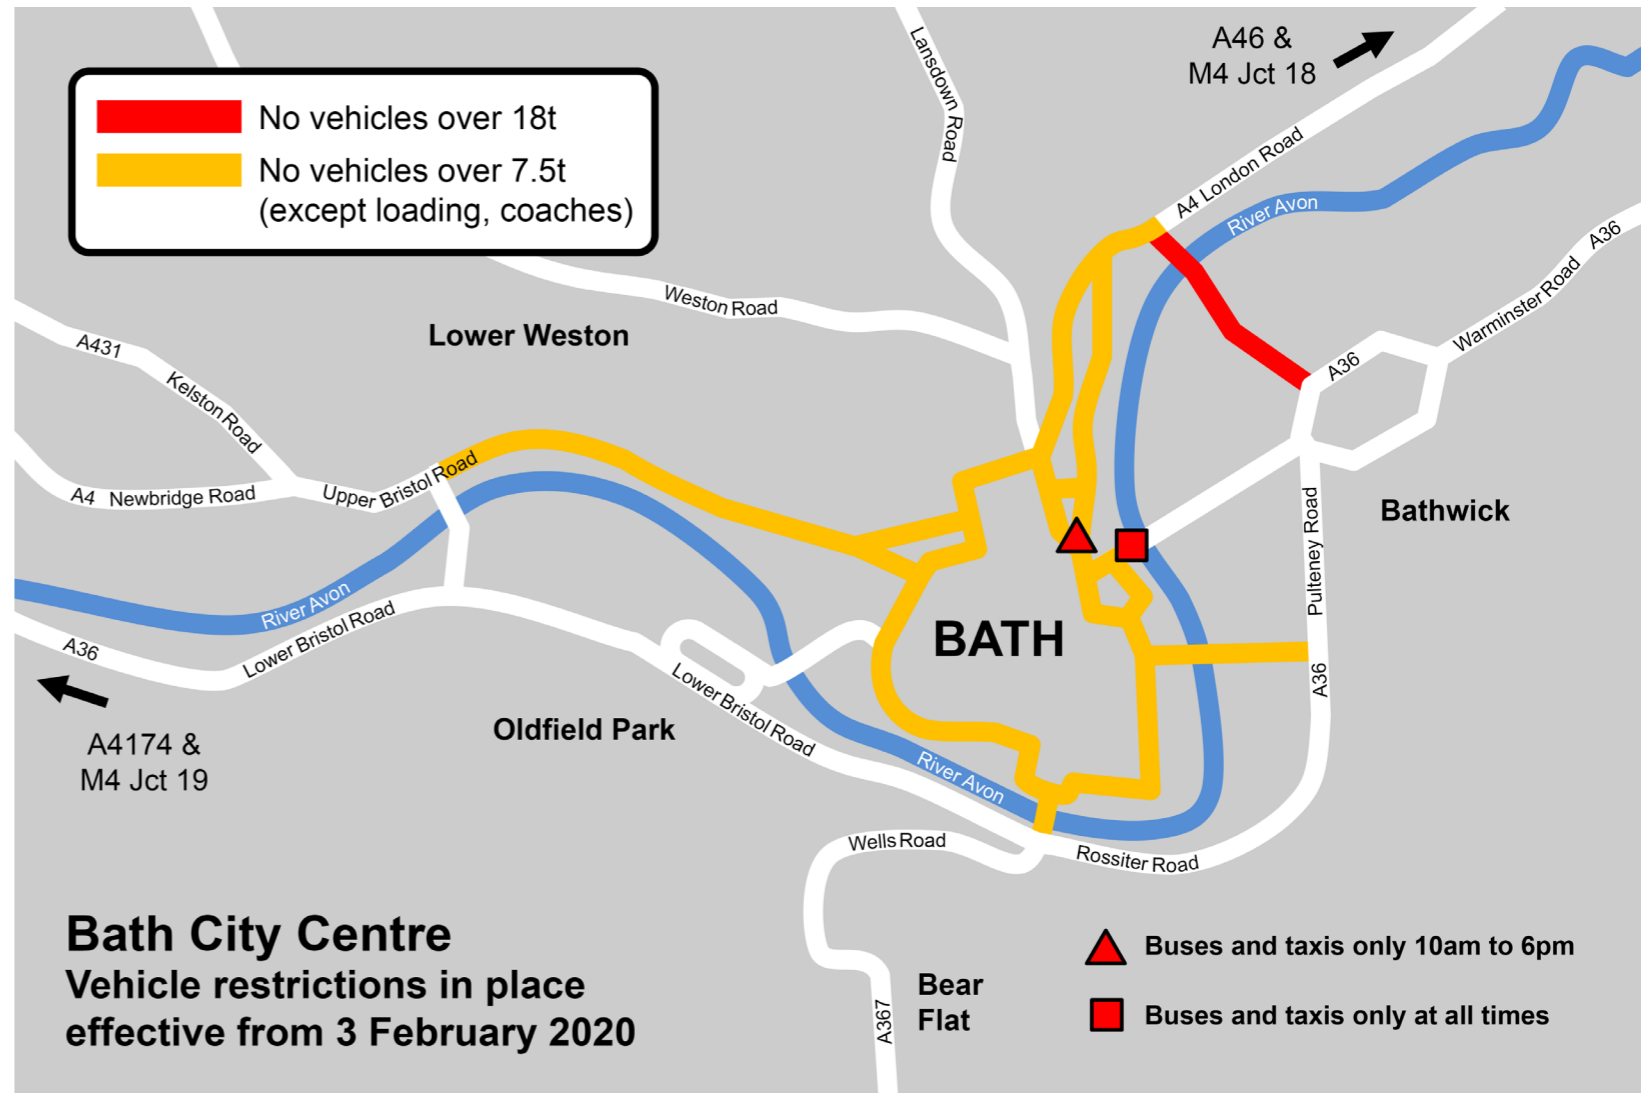 A46 &
M4 Jct 18
No vehicles over 18t
No vehicles over 7.5t
(except loading, coaches)
Lansdown Road
A4 London Road
River Avon
A36
Warminster Road
Weston Road
Lower Weston
A431
Kelston Road
A36
A4 Newbridge Road
Upper Bristol Road
Bathwick
Pulteney Road
River Avon
Lower Bristol Road
A36
BATH
A36
A4174 &
M4 Jct 19
Oldfield Park
Lower Bristol Road
River Avon
Wells Road
Rossiter Road
Bath City Centre
Vehicle restrictions in place
effective from 3 February 2020
A367
Bear
Flat
Buses and taxis only 10am to 6pm
Buses and taxis only at all times